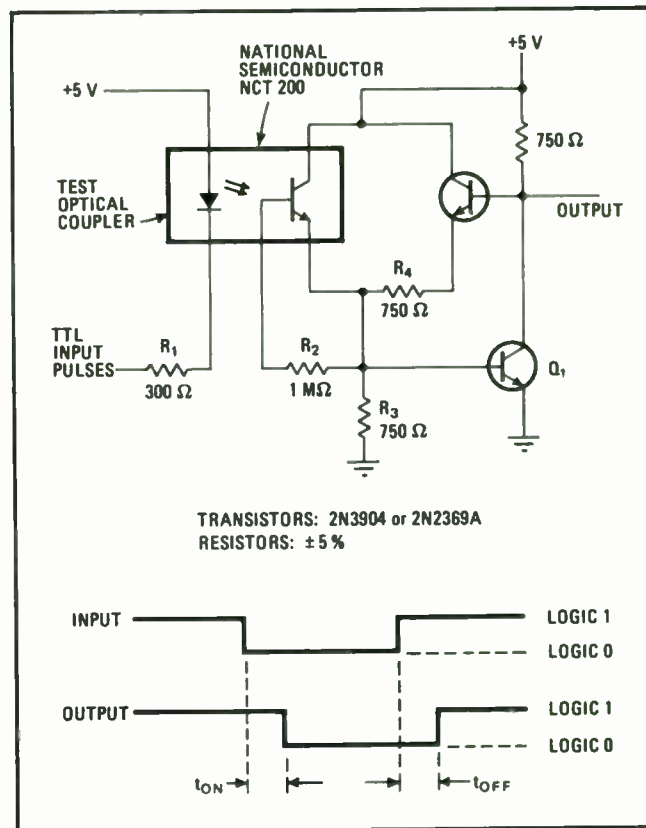 NATIONAL
SEMICONDUCTOR
NCT 200
+5 V
+5 V
750 Ω
TEST
OPTICAL
COUPLER
OUTPUT
R4
750 Ω
TTL
INPUT
PULSES
R1
300 Ω
R2
1 MΩ
Q1
R3
750 Ω
TRANSISTORS: 2N3904 or 2N2369A
RESISTORS: ±5%
INPUT
LOGIC 1
LOGIC 0
OUTPUT
LOGIC 1
LOGIC 0
tON
tOFF